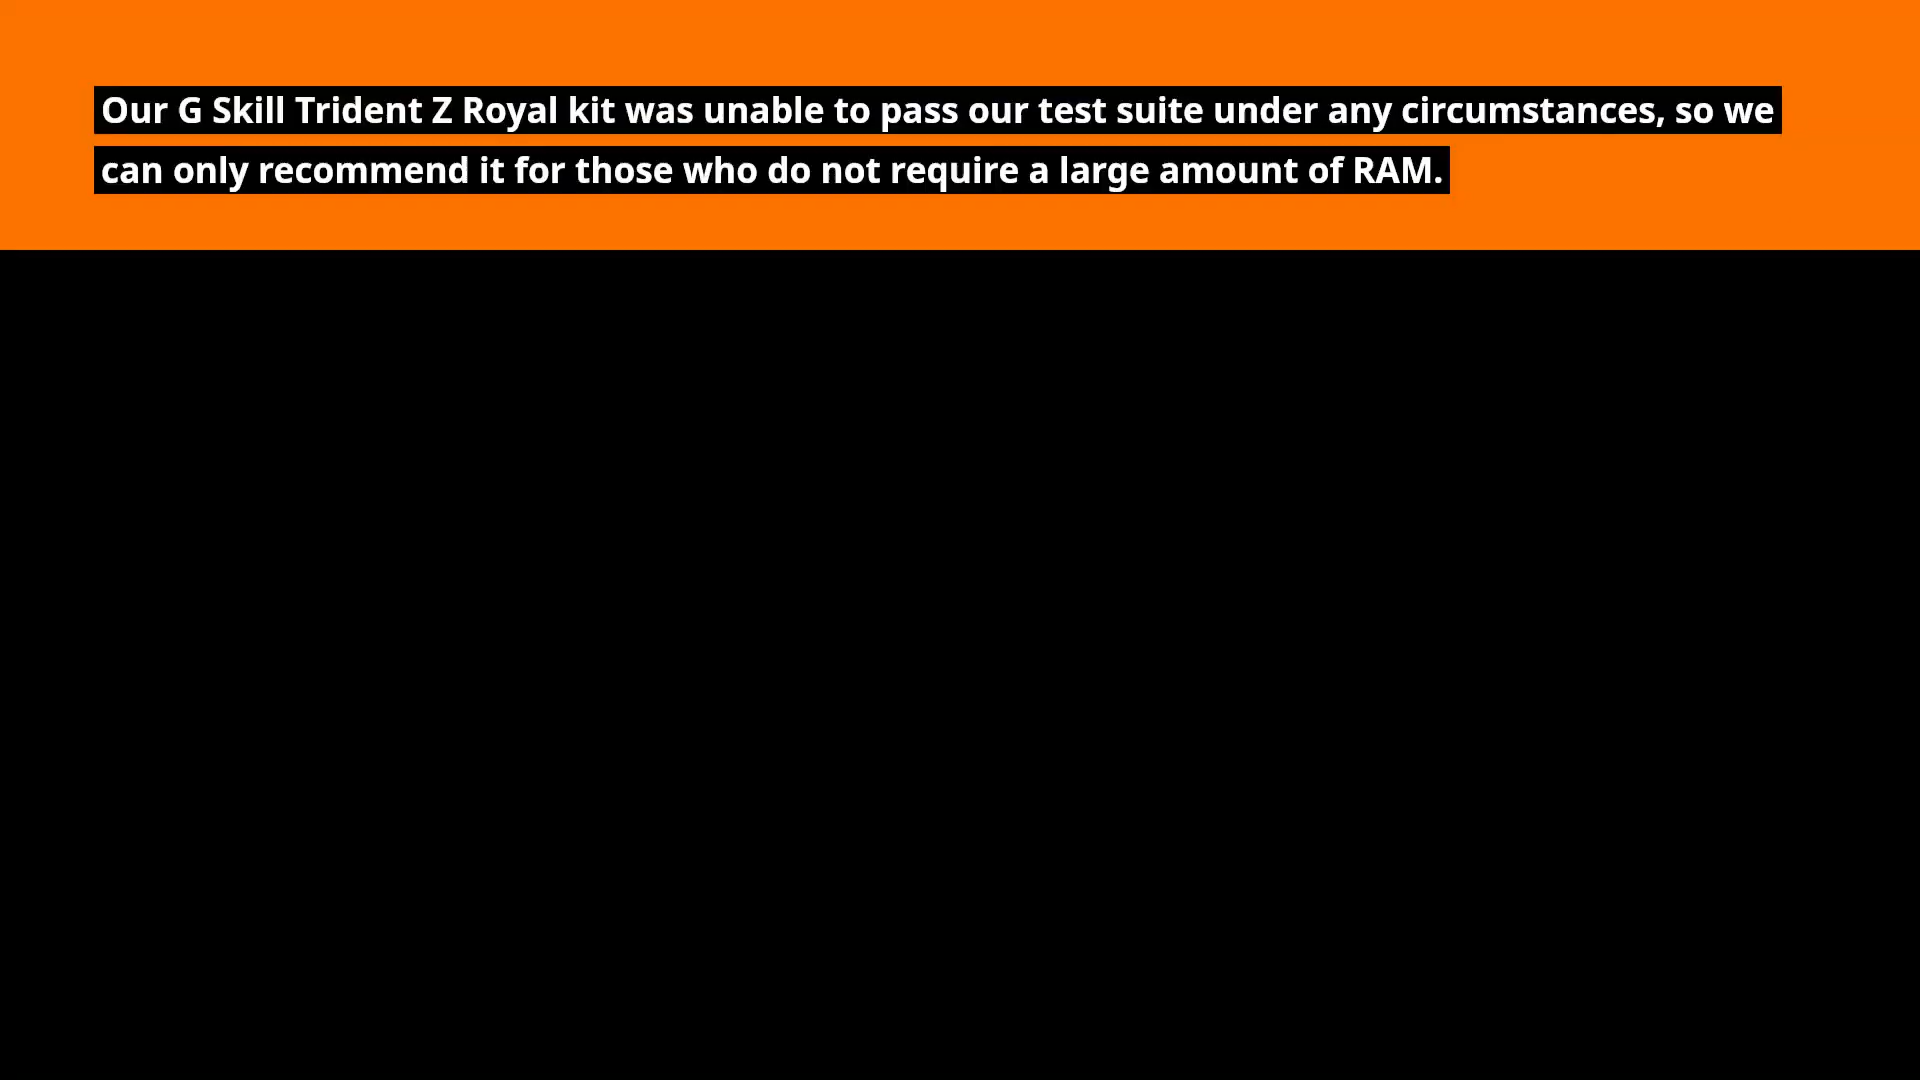 Our G Skill Trident Z Royal kit was unable to pass our test suite under any circumstances, so we
can only recommend it for those who do not require a large amount of RAM.